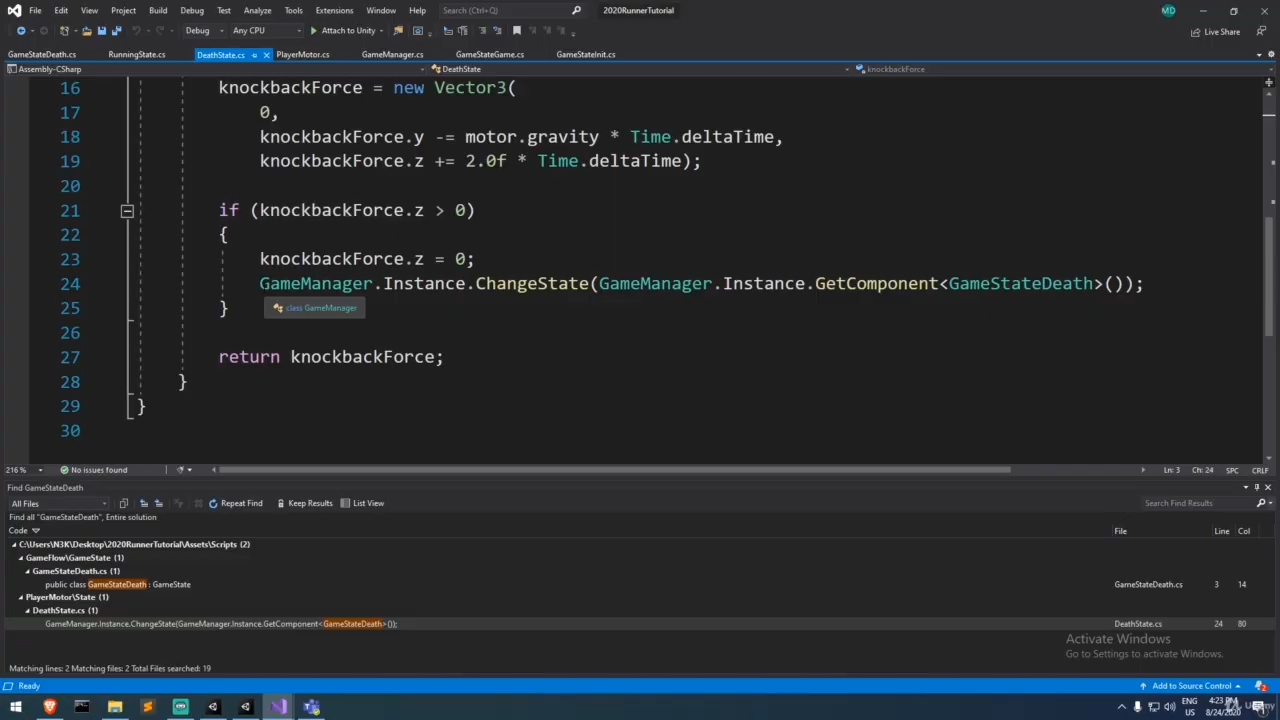 File Edit View Project Build Debug Test Analyze Tools Extensions Window Help Search (Ctrl+Q) 2020RunnerTutorial MD
Debug Any CPU Attach to Unity Live Share
GameStateDeath.cs RunningState.cs DeathState.cs PlayerMotor.cs GameManager.cs GameStateGame.cs GameStateInit.cs
Assembly-CSharp DeathState knockbackForce
16 knockbackForce = new Vector3(
17 0,
18 knockbackForce.y -= motor.gravity * Time.deltaTime,
19 knockbackForce.z += 2.0f * Time.deltaTime);
20
21 if (knockbackForce.z > 0)
22 {
23 knockbackForce.z = 0;
24 GameManager.Instance.ChangeState(GameManager.Instance.GetComponent<GameStateDeath>());
25 } class GameManager
26
27 return knockbackForce;
28 }
29 }
30
216 % No issues found Ln: 3 Ch: 24 SPC CRLF
Find GameStateDeath
All Files Repeat Find Keep Results List View Search Find Results
Find all "GameStateDeath", Entire solution
Code File Line Col
C:\Users\N3K\Desktop\2020RunnerTutorial\Assets\Scripts (2)
GameFlow\GameState (1)
GameStateDeath.cs (1)
public class GameStateDeath : GameState GameStateDeath.cs 3 14
PlayerMotor\State (1)
DeathState.cs (1)
GameManager.Instance.ChangeState(GameManager.Instance.GetComponent<GameStateDeath>()); DeathState.cs 24 80
Activate Windows
Go to Settings to activate Windows.
Matching lines: 2 Matching files: 2 Total files searched: 19
Ready Add to Source Control 2
ENG 4:23 PM
US 8/24/2020
Udemy